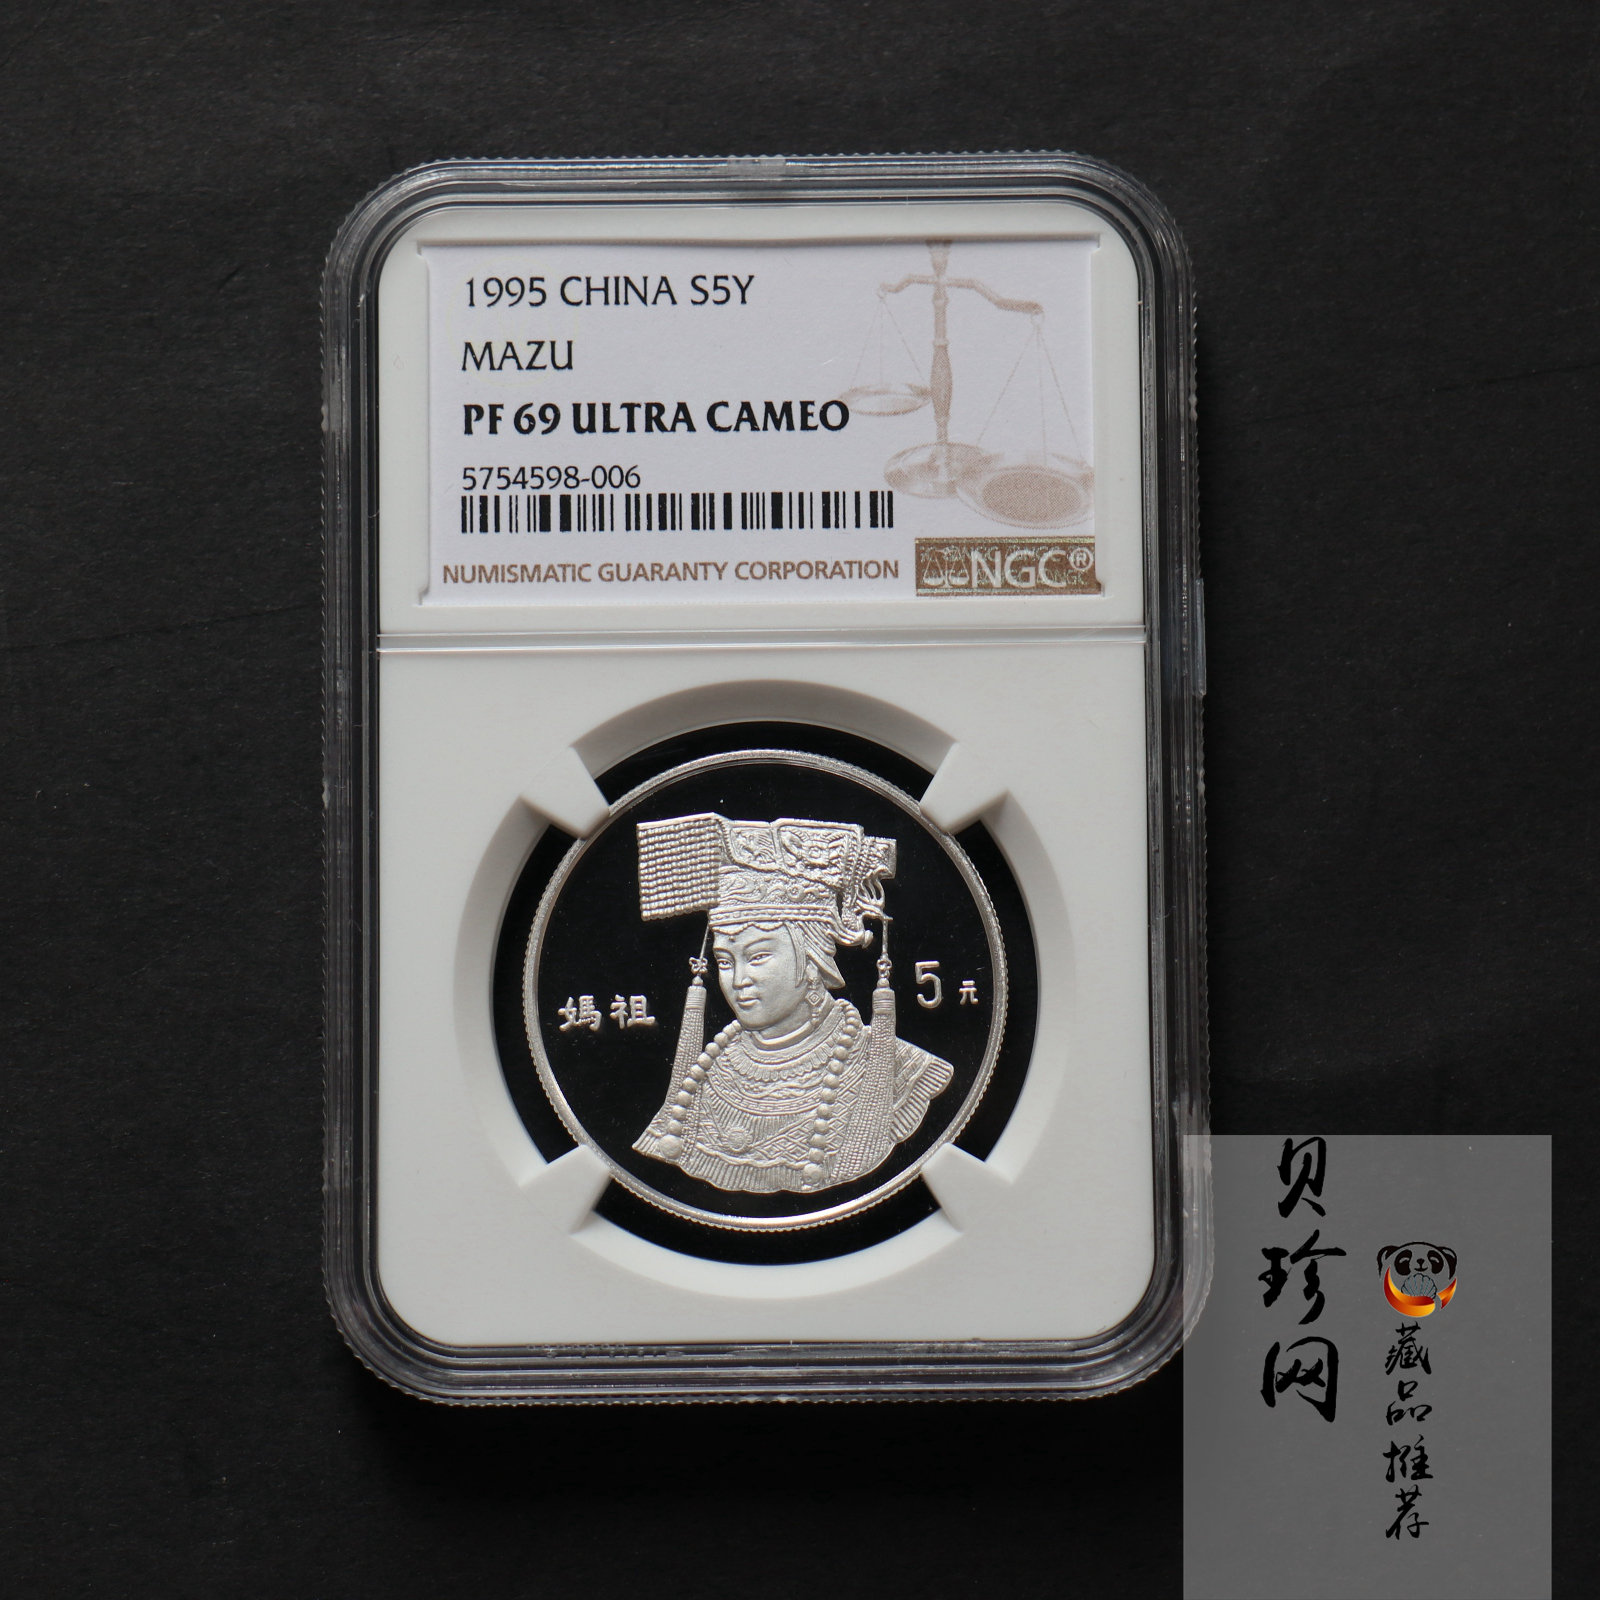 1995 CHINA S5Y
MAZU
PF 69 ULTRA CAMEO
5754598-006
NUMISMATIC GUARANTY CORPORATION
NGC®
媽祖
5元
贝珍网
藏品推荐